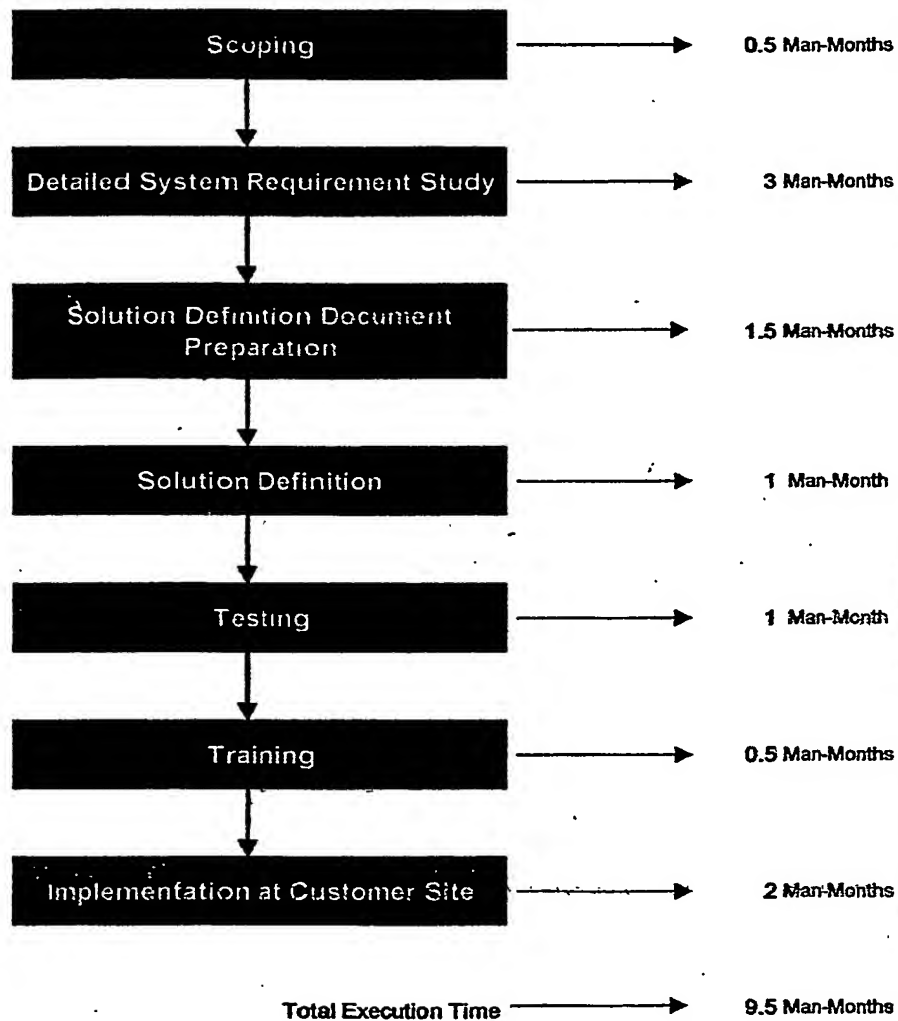 Scoping 0.5 Man-Months
Detailed System Requirement Study 3 Man-Months
Solution Definition Document
Preparation 1.5 Man-Months
Solution Definition 1 Man-Month
Testing 1 Man-Month
Training 0.5 Man-Months
Implementation at Customer Site 2 Man-Months
Total Execution Time 9.5 Man-Months